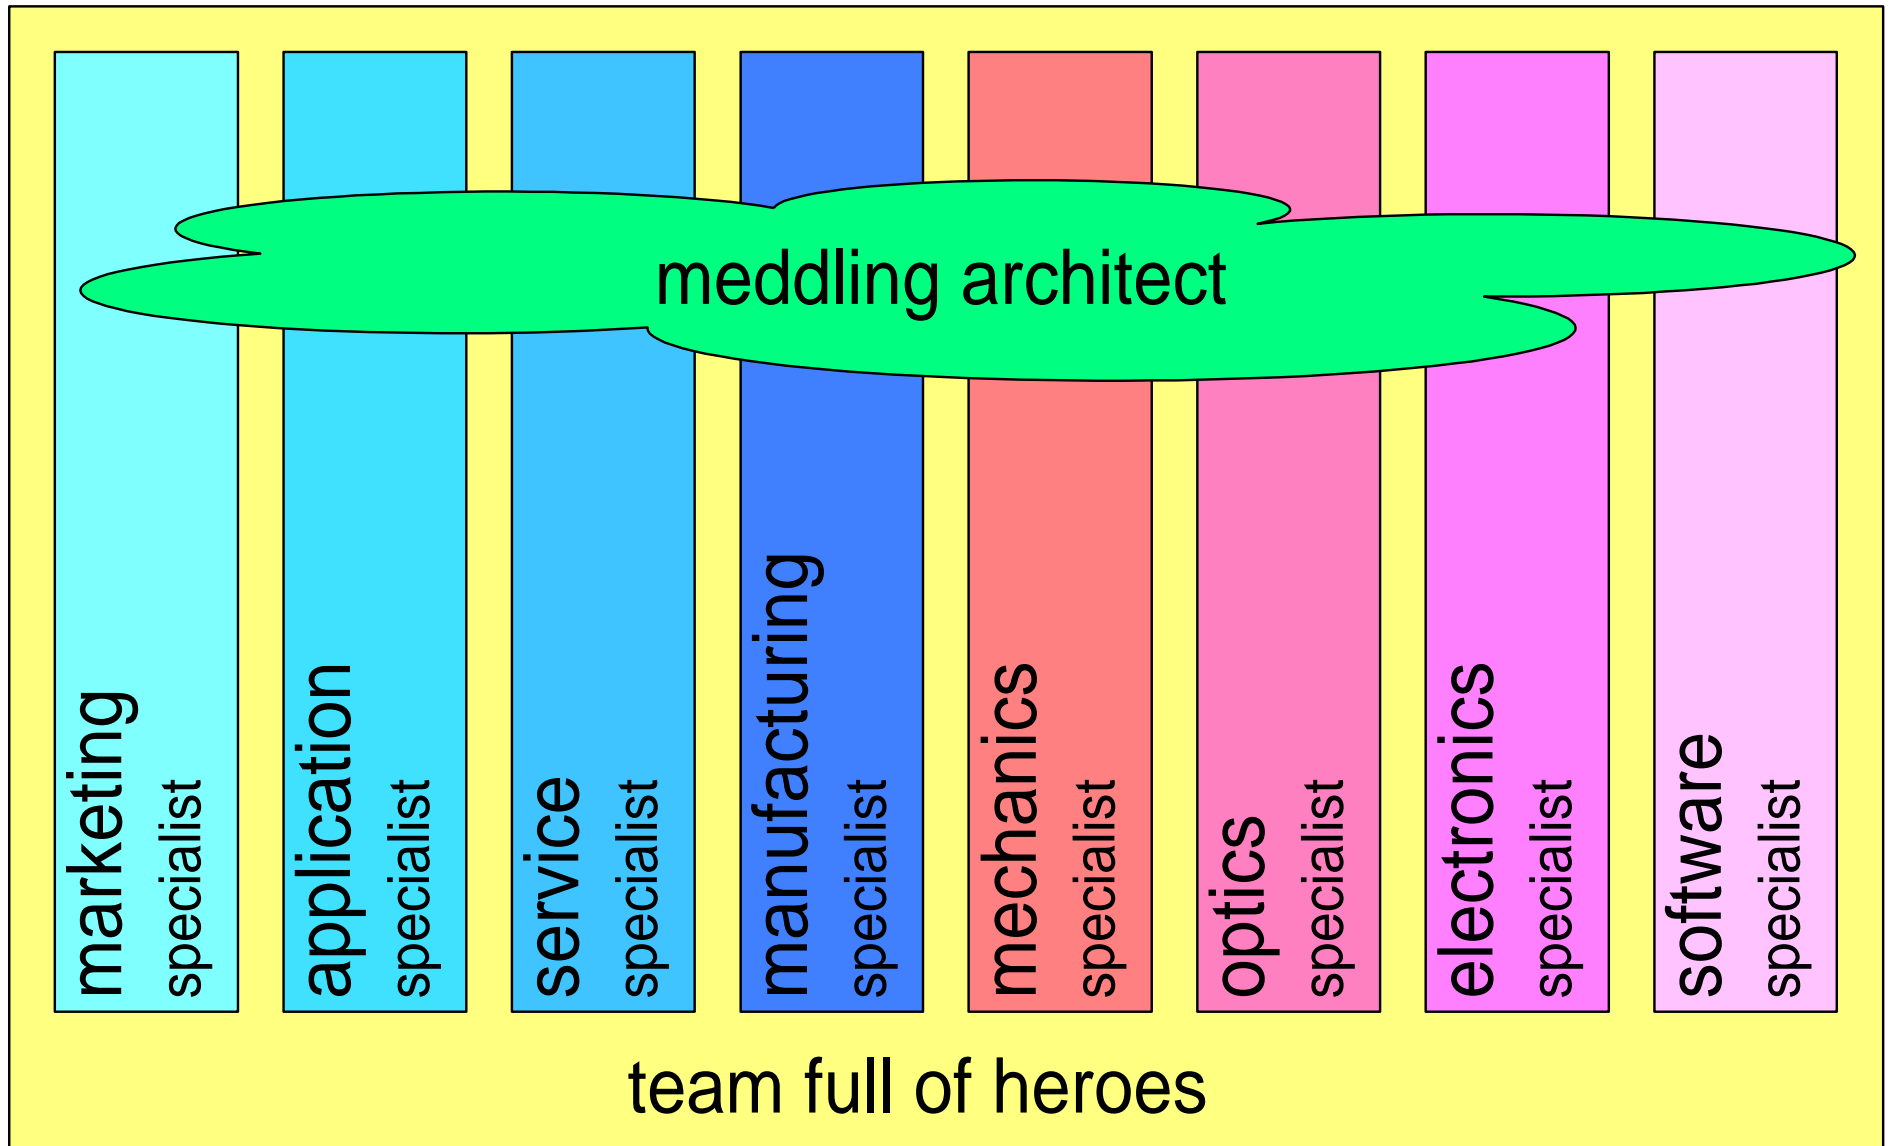 meddling architect
marketing
specialist
application
specialist
service
specialist
manufacturing
specialist
mechanics
specialist
optics
specialist
electronics
specialist
software
specialist
team full of heroes